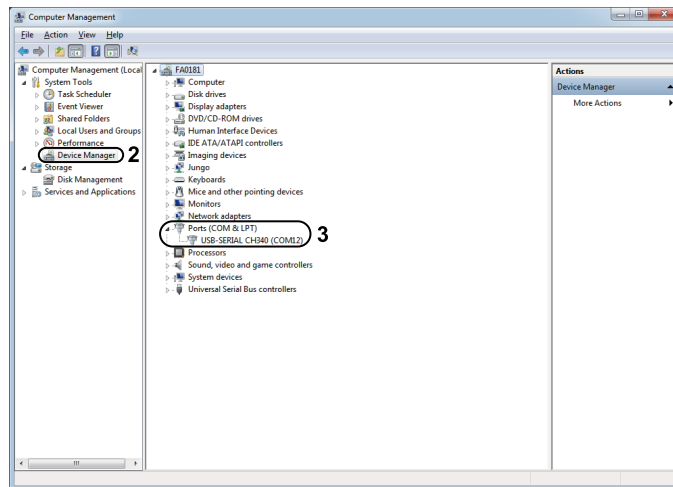 Computer Management
File Action View Help
Computer Management (Local
System Tools
Task Scheduler
Event Viewer
Shared Folders
Local Users and Groups
Performance
Device Manager
2
Storage
Disk Management
Services and Applications
FA0181
Computer
Disk drives
Display adapters
DVD/CD-ROM drives
Human Interface Devices
IDE ATA/ATAPI controllers
Imaging devices
Jungo
Keyboards
Mice and other pointing devices
Monitors
Network adapters
Ports (COM & LPT)
USB-SERIAL CH340 (COM12)
3
Processors
Sound, video and game controllers
System devices
Universal Serial Bus controllers
Actions
Device Manager
More Actions